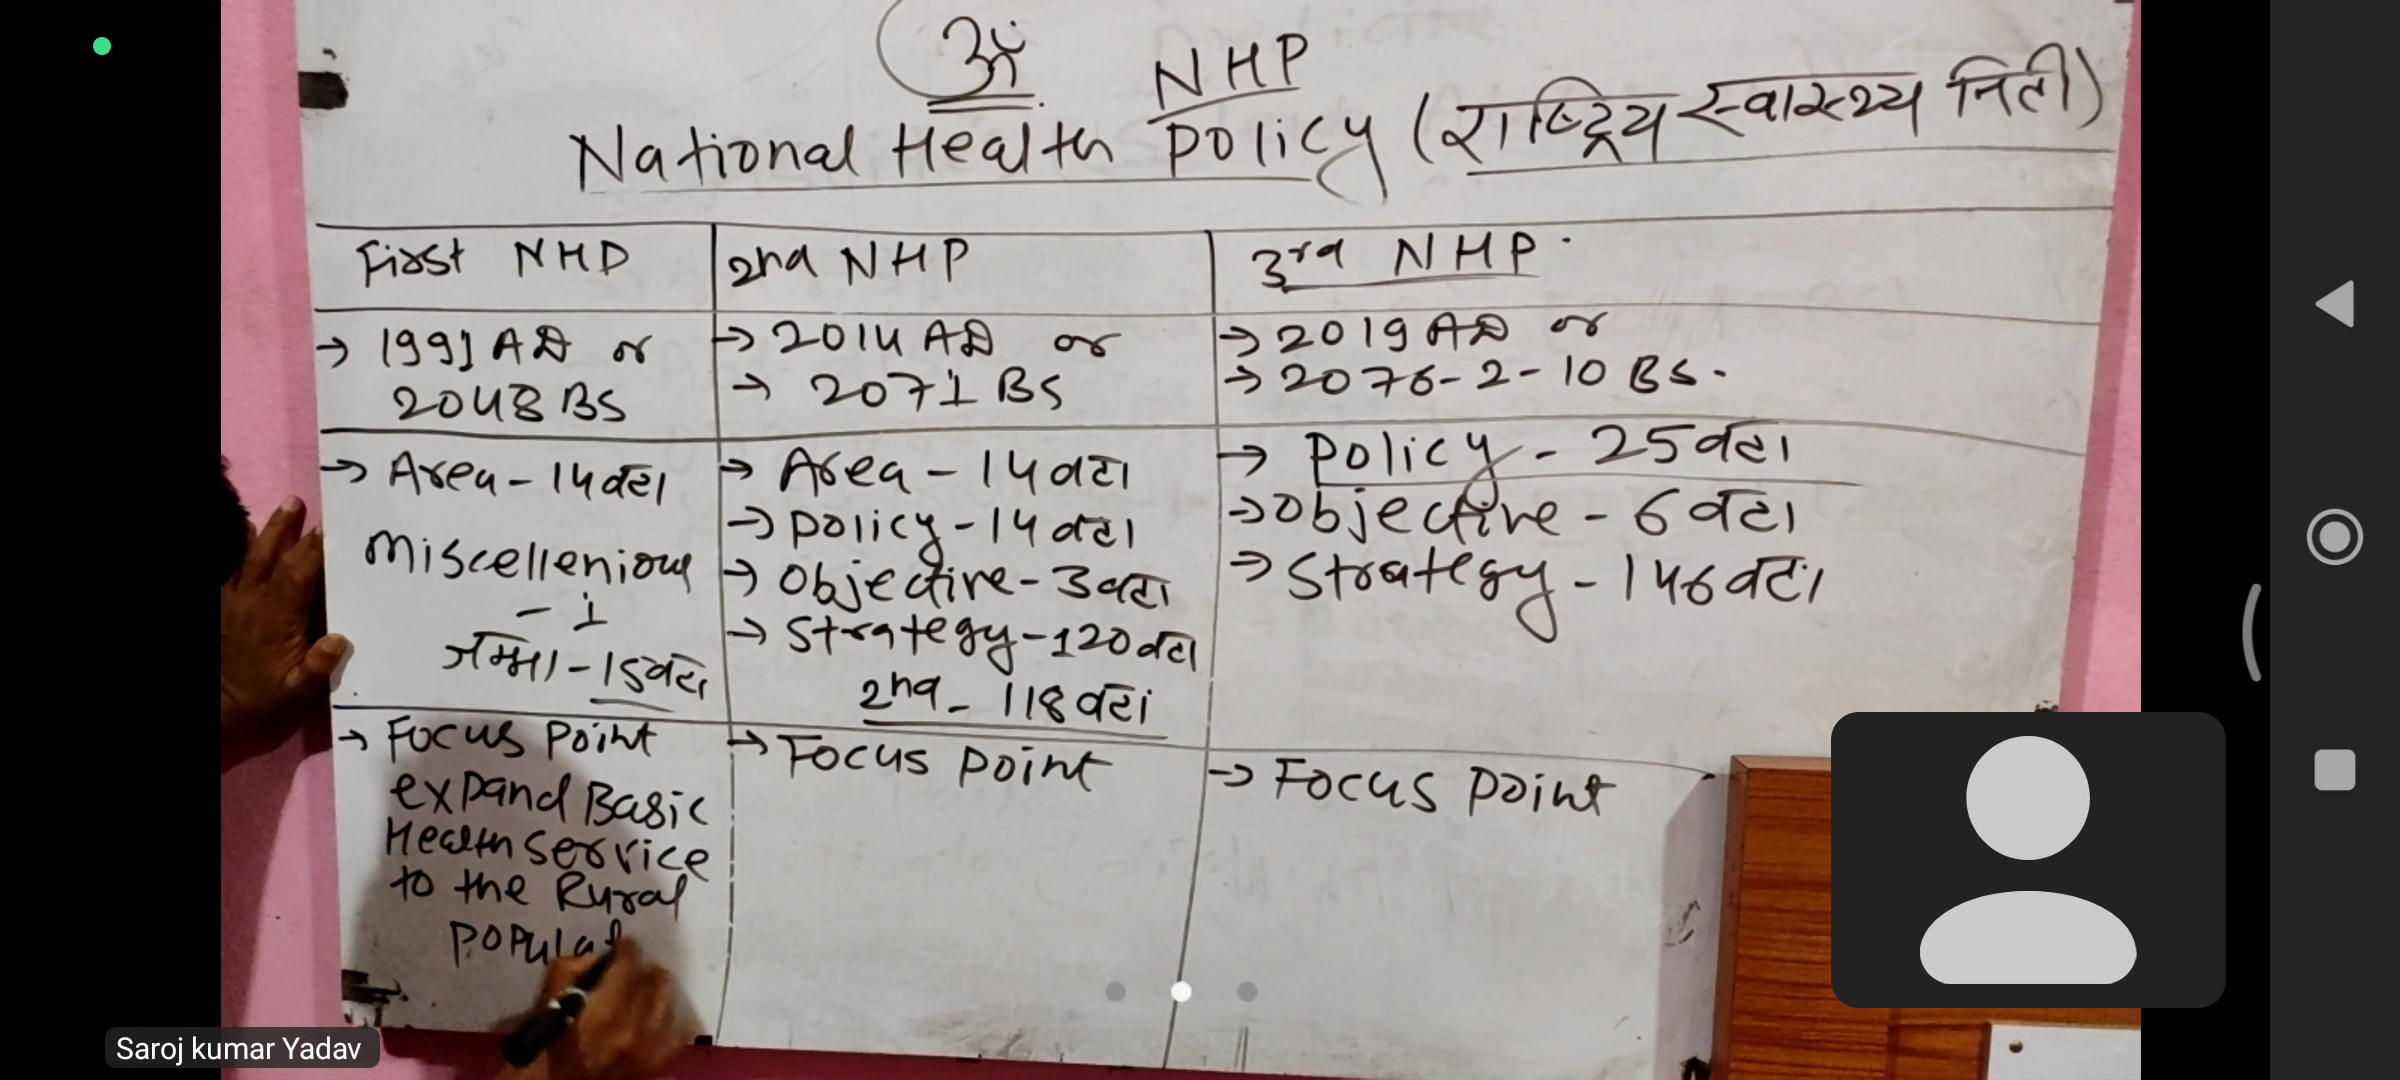 ॐ
NHP
National Health Policy (राष्ट्रिय स्वास्थ्य निती)
First NHP
→ 1991 AD or
2048 BS
→ Area - 14 वटा
Miscellenious
- 1
जम्मा - 15 वटा
→ Focus Point
expand Basic
Health Service
to the Rural
2nd NHP
→ 2014 AD or
→ 2071 BS
→ Area - 14 वटा
→ Policy - 14 वटा
→ Objective - 3 वटा
→ Strategy - 120 वटा
2nd - 118 वटा
→ Focus Point
3rd NHP
→ 2019 AD or
→ 2076-2-10 BS.
→ Policy - 25 वटा
→ Objective - 6 वटा
→ Strategy - 146 वटा
→ Focus Point
Saroj kumar Yadav